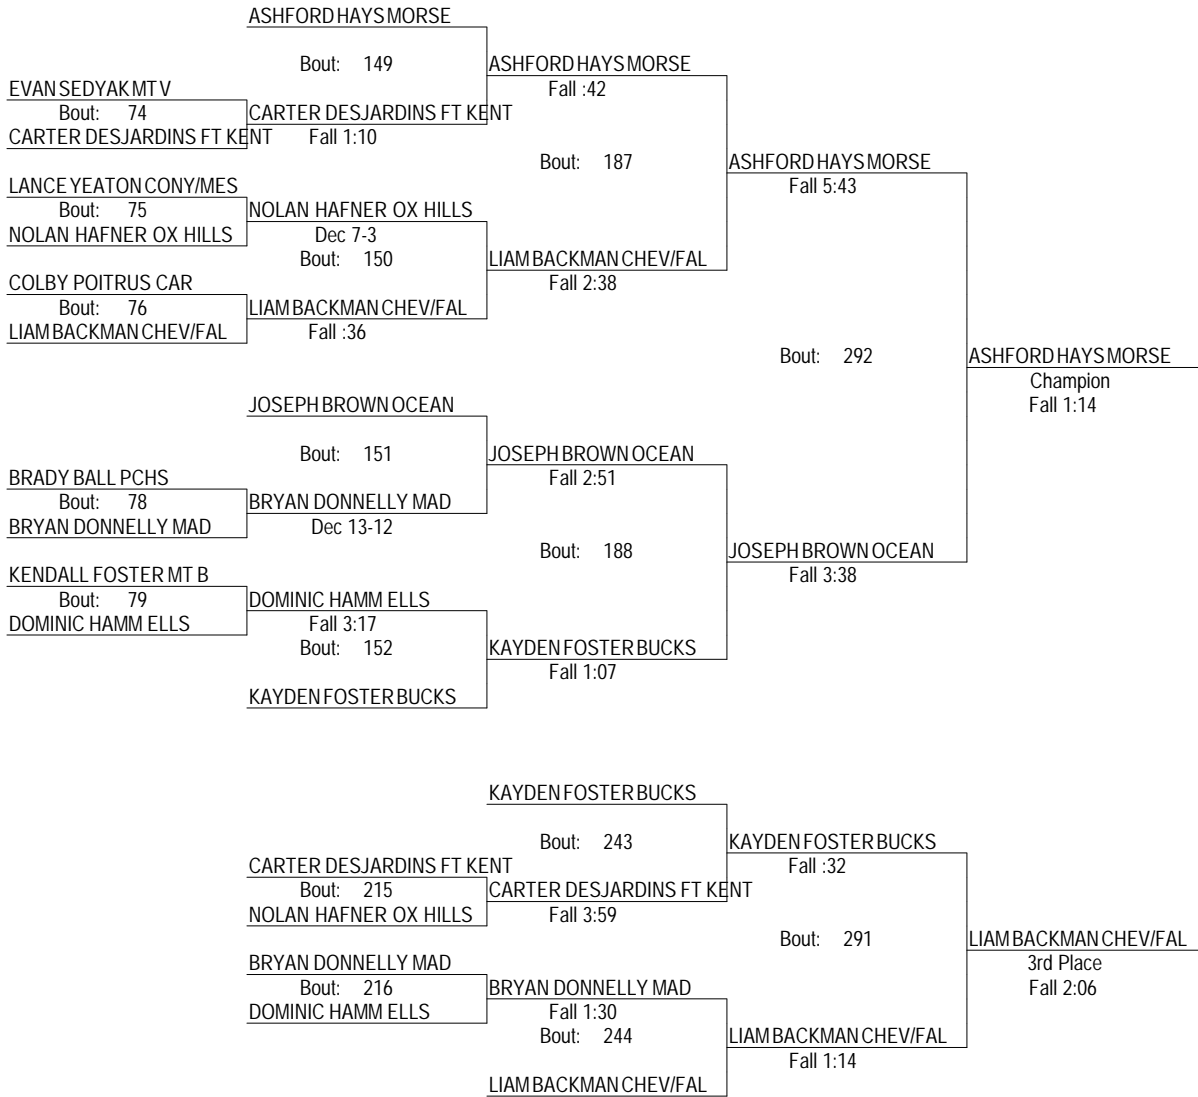 ASHFORD HAYS MORSE
Bout: 149
ASHFORD HAYS MORSE
EVAN SEDYAK MT V
Fall :42
Bout: 74
CARTER DESJARDINS FT KENT
CARTER DESJARDINS FT KENT
Fall 1:10
Bout: 187
ASHFORD HAYS MORSE
LANCE YEATON CONY/MES
Fall 5:43
Bout: 75
NOLAN HAFNER OX HILLS
NOLAN HAFNER OX HILLS
Dec 7-3
Bout: 150
LIAM BACKMAN CHEV/FAL
COLBY POITRUS CAR
Fall 2:38
Bout: 76
LIAM BACKMAN CHEV/FAL
LIAM BACKMAN CHEV/FAL
Fall :36
Bout: 292
ASHFORD HAYS MORSE
Champion
Fall 1:14
JOSEPH BROWN OCEAN
Bout: 151
JOSEPH BROWN OCEAN
BRADY BALL PCHS
Fall 2:51
Bout: 78
BRYAN DONNELLY MAD
BRYAN DONNELLY MAD
Dec 13-12
Bout: 188
JOSEPH BROWN OCEAN
KENDALL FOSTER MT B
Fall 3:38
Bout: 79
DOMINIC HAMM ELLS
DOMINIC HAMM ELLS
Fall 3:17
Bout: 152
KAYDEN FOSTER BUCKS
Fall 1:07
KAYDEN FOSTER BUCKS
KAYDEN FOSTER BUCKS
Bout: 243
KAYDEN FOSTER BUCKS
CARTER DESJARDINS FT KENT
Fall :32
Bout: 215
CARTER DESJARDINS FT KENT
NOLAN HAFNER OX HILLS
Fall 3:59
Bout: 291
LIAM BACKMAN CHEV/FAL
BRYAN DONNELLY MAD
3rd Place
Bout: 216
BRYAN DONNELLY MAD
Fall 2:06
DOMINIC HAMM ELLS
Fall 1:30
Bout: 244
LIAM BACKMAN CHEV/FAL
Fall 1:14
LIAM BACKMAN CHEV/FAL